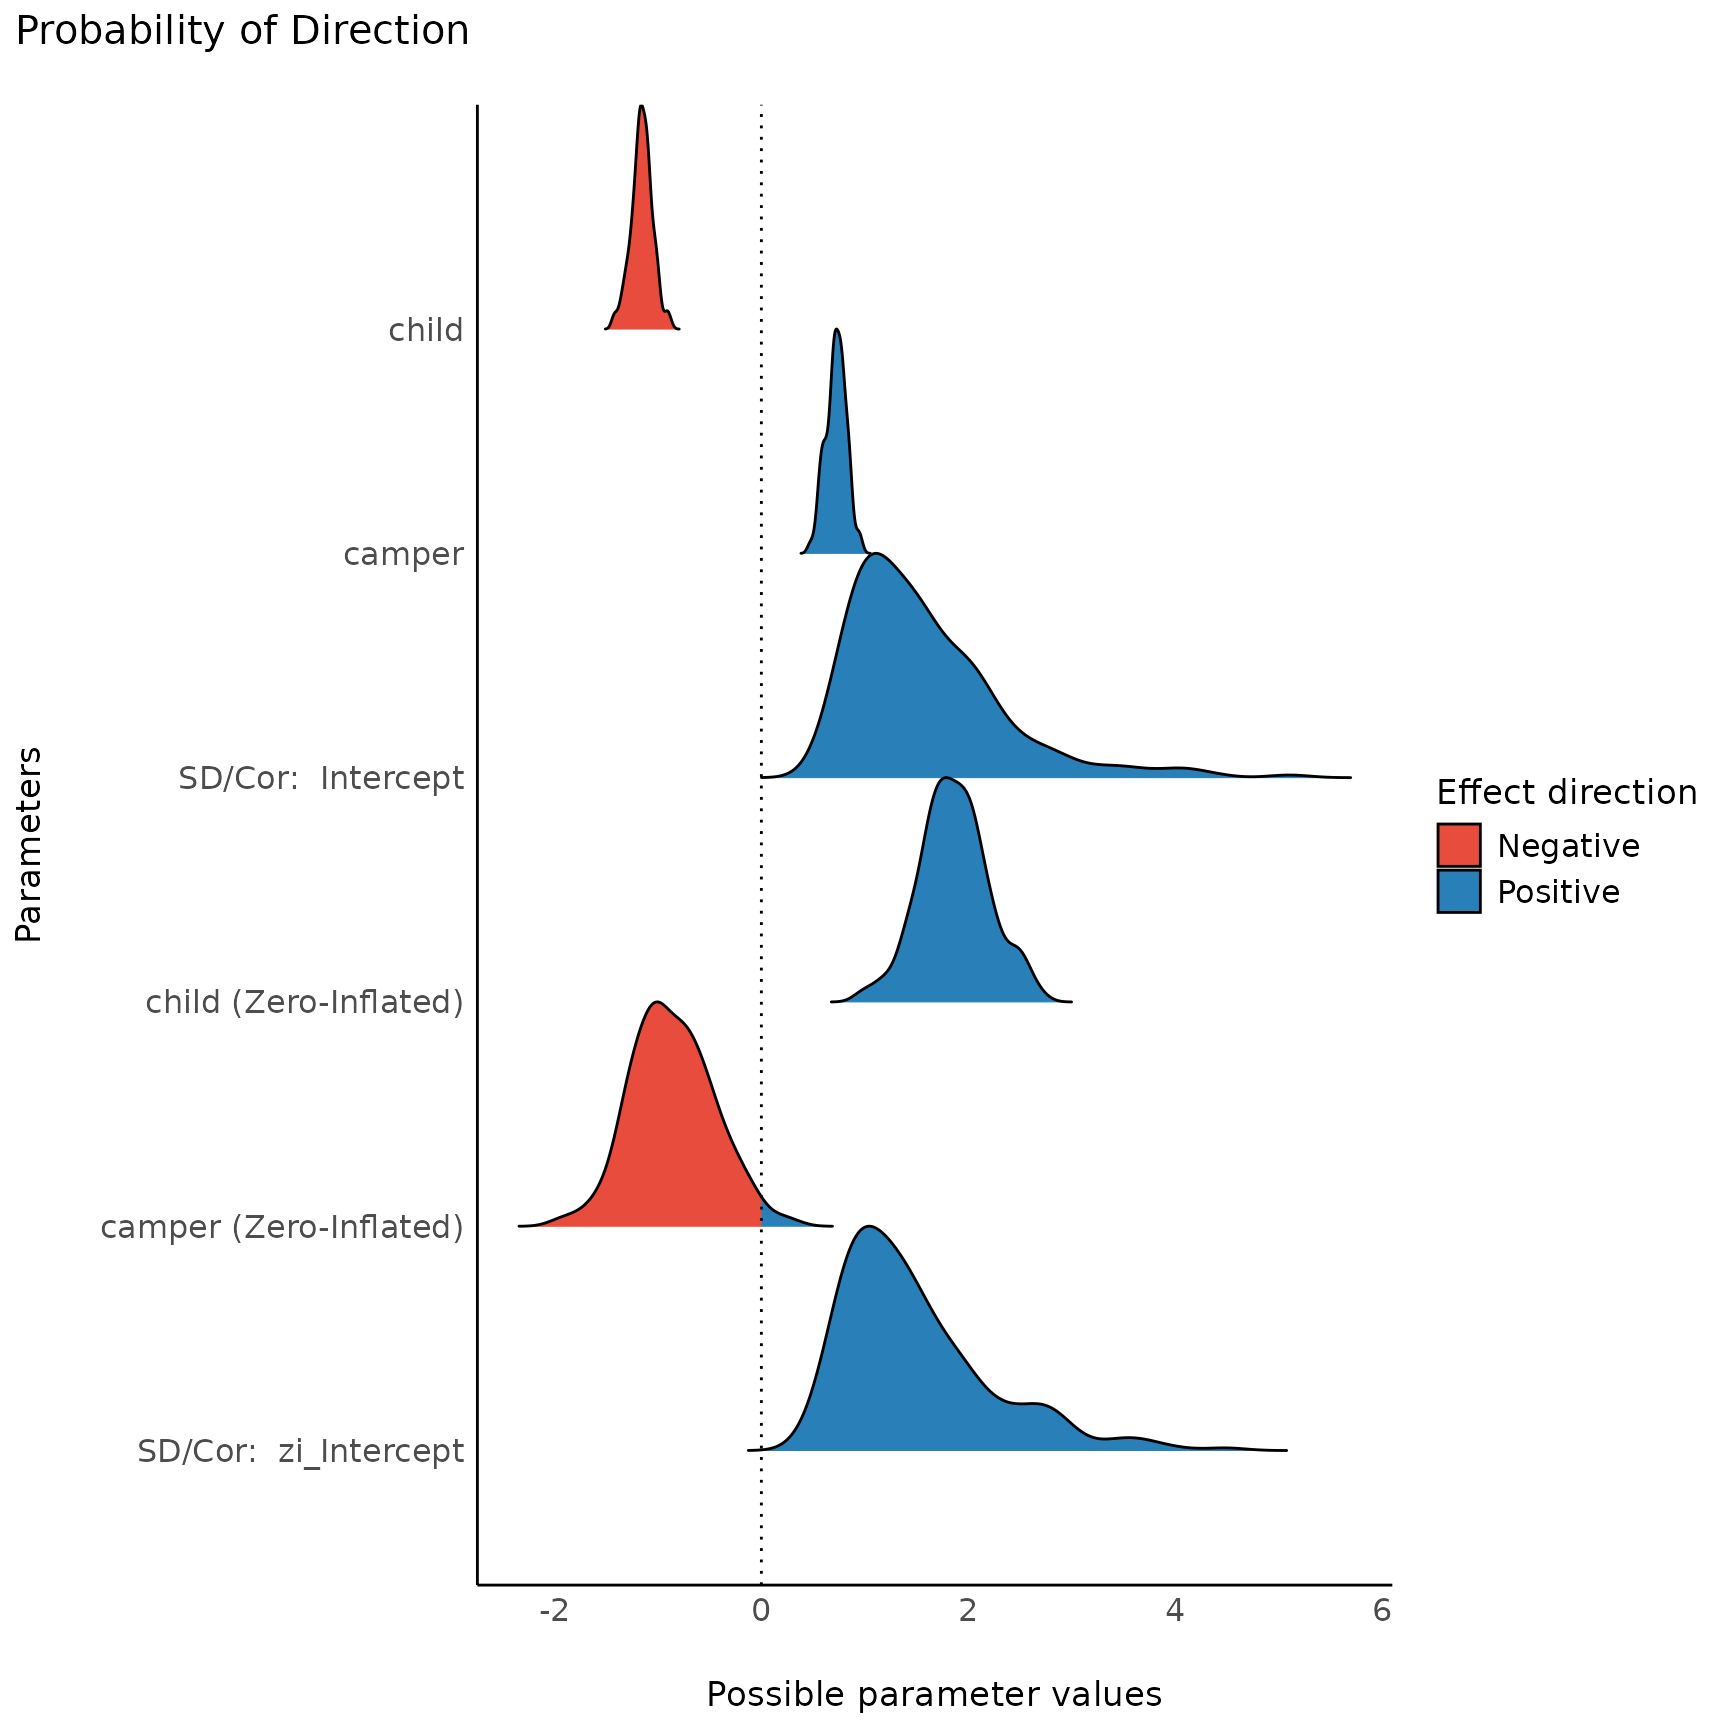 Probability of Direction
Parameters
child
camper
SD/Cor:  Intercept
child (Zero-Inflated)
camper (Zero-Inflated)
SD/Cor:  zi_Intercept
-2 0 2 4 6
Possible parameter values
Effect direction
Negative
Positive